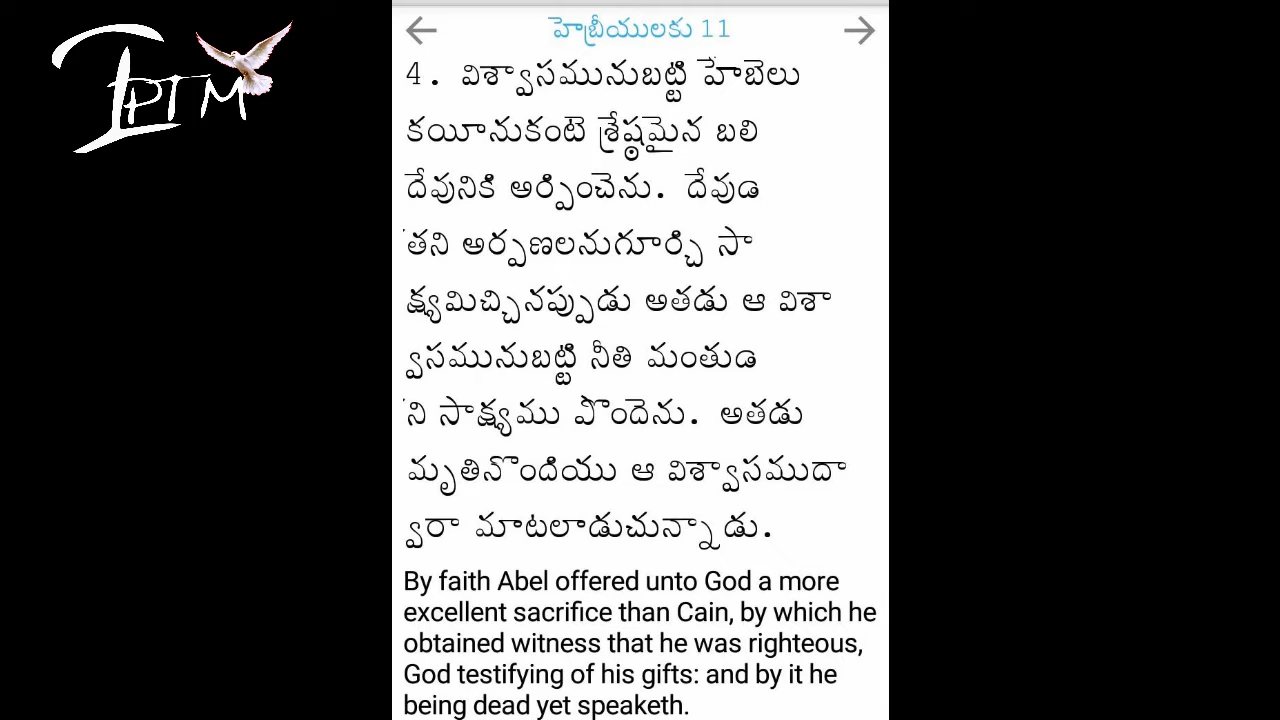 IPTM
హెబ్రీయులకు 11
4. విశ్వాసమునుబట్టి హేబెలు
కయీనుకంటె శ్రేష్ఠమైన బలి
దేవునికి అర్పించెను. దేవుడ
తని అర్పణలనుగూర్చి సా
క్ష్యమిచ్చినప్పుడు అతడు ఆ విశా
్వసమునుబట్టి నీతి మంతుడ
ని సాక్ష్యము పొందెను. అతడు
మృతినొందియు ఆ విశ్వాసముదా
్వరా మాటలాడుచున్నాడు.
By faith Abel offered unto God a more
excellent sacrifice than Cain, by which he
obtained witness that he was righteous,
God testifying of his gifts: and by it he
being dead yet speaketh.